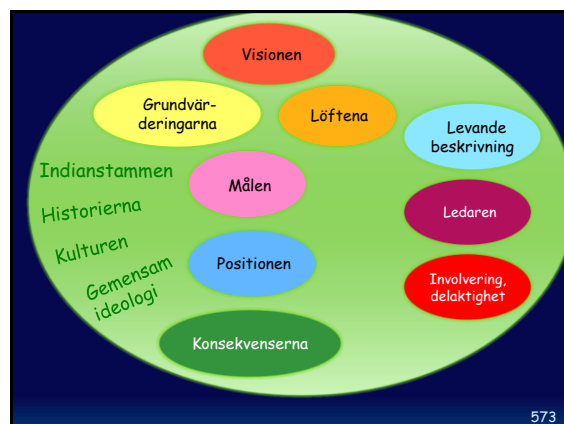 Visionen
Grundvär-
deringarna
Löftena
Levande
beskrivning
Indianstammen
Målen
Historierna
Ledaren
Kulturen
Positionen
Gemensam
ideologi
Involvering,
delaktighet
Konsekvenserna
573